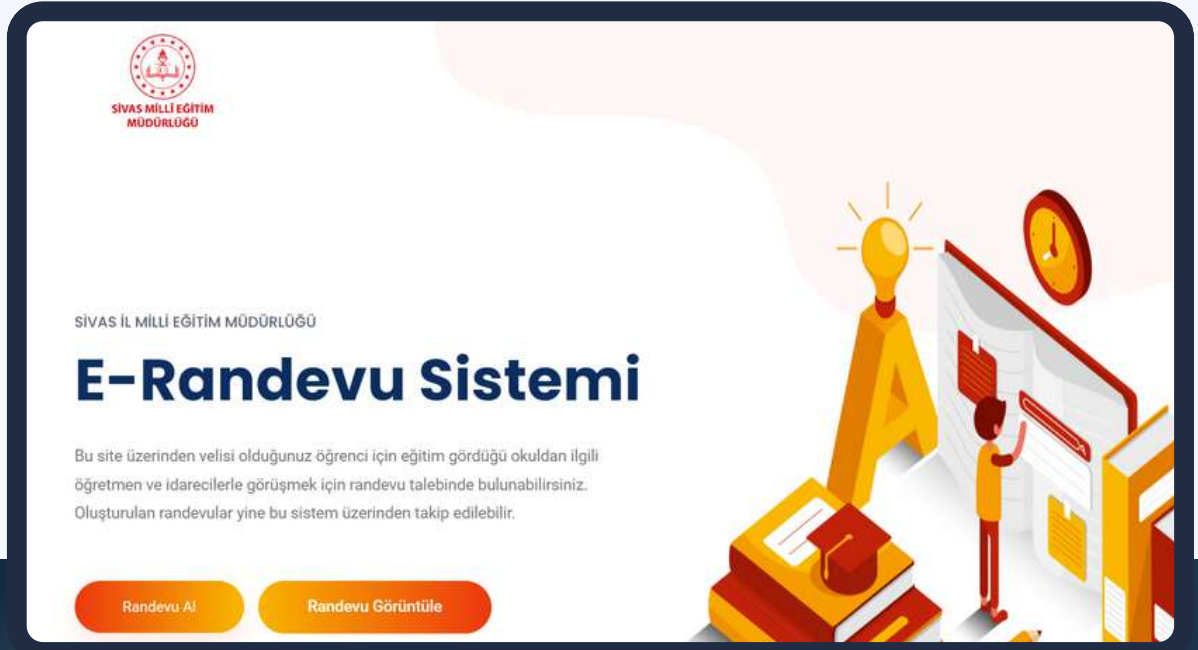 SİVAS MİLLİ EĞİTİM
MÜDÜRLÜĞÜ
SİVAS İL MİLLİ EĞİTİM MÜDÜRLÜĞÜ
E-Randevu Sistemi
Bu site üzerinden velisi olduğunuz öğrenci için eğitim gördüğü okuldan ilgili
öğretmen ve idarecilerle görüşmek için randevu talebinde bulunabilirsiniz.
Oluşturulan randevular yine bu sistem üzerinden takip edilebilir.
Randevu Al
Randevu Görüntüle